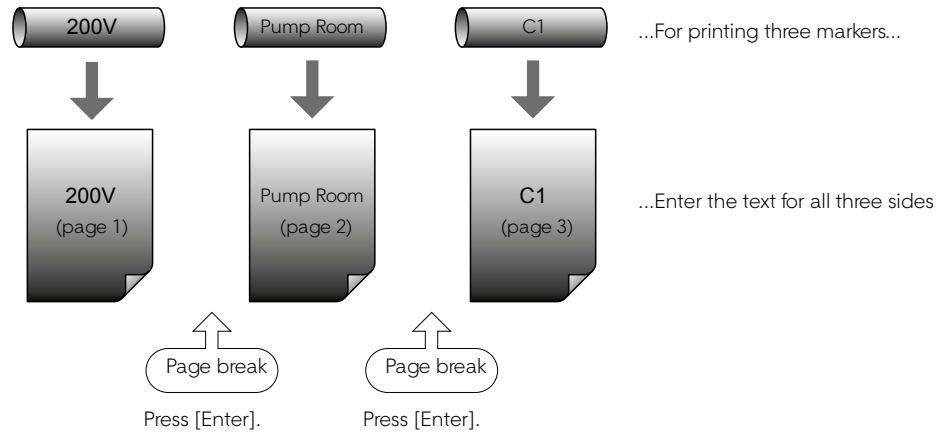 200V Pump Room C1 ...For printing three markers...
200V Pump Room C1 ...Enter the text for all three sides
(page 1) (page 2) (page 3)
Page break Page break
Press [Enter]. Press [Enter].